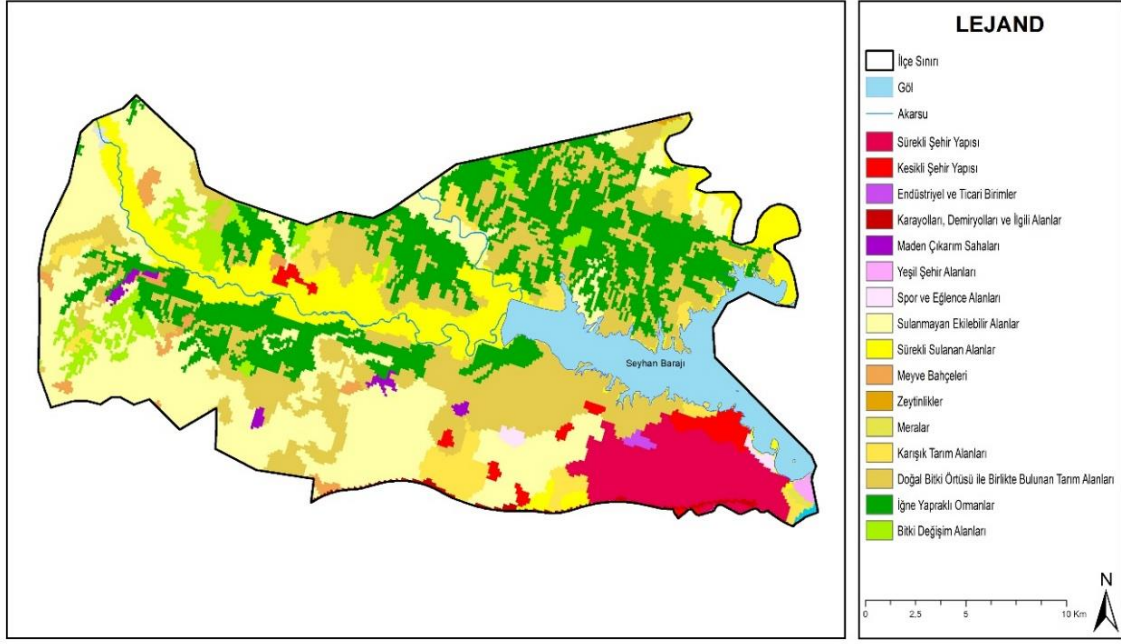 Seyhan Barajı
LEJAND
İlçe Sınırı
Göl
Akarsu
Sürekli Şehir Yapısı
Kesikli Şehir Yapısı
Endüstriyel ve Ticari Birimler
Karayolları, Demiryolları ve İlgili Alanlar
Maden Çıkarım Sahaları
Yeşil Şehir Alanları
Spor ve Eğlence Alanları
Sulanmayan Ekilebilir Alanlar
Sürekli Sulanan Alanlar
Meyve Bahçeleri
Zeytinlikler
Meralar
Karışık Tarım Alanları
Doğal Bitki Örtüsü ile Birlikte Bulunan Tarım Alanları
İğne Yapraklı Ormanlar
Bitki Değişim Alanları
N
0 2,5 5 10 Km